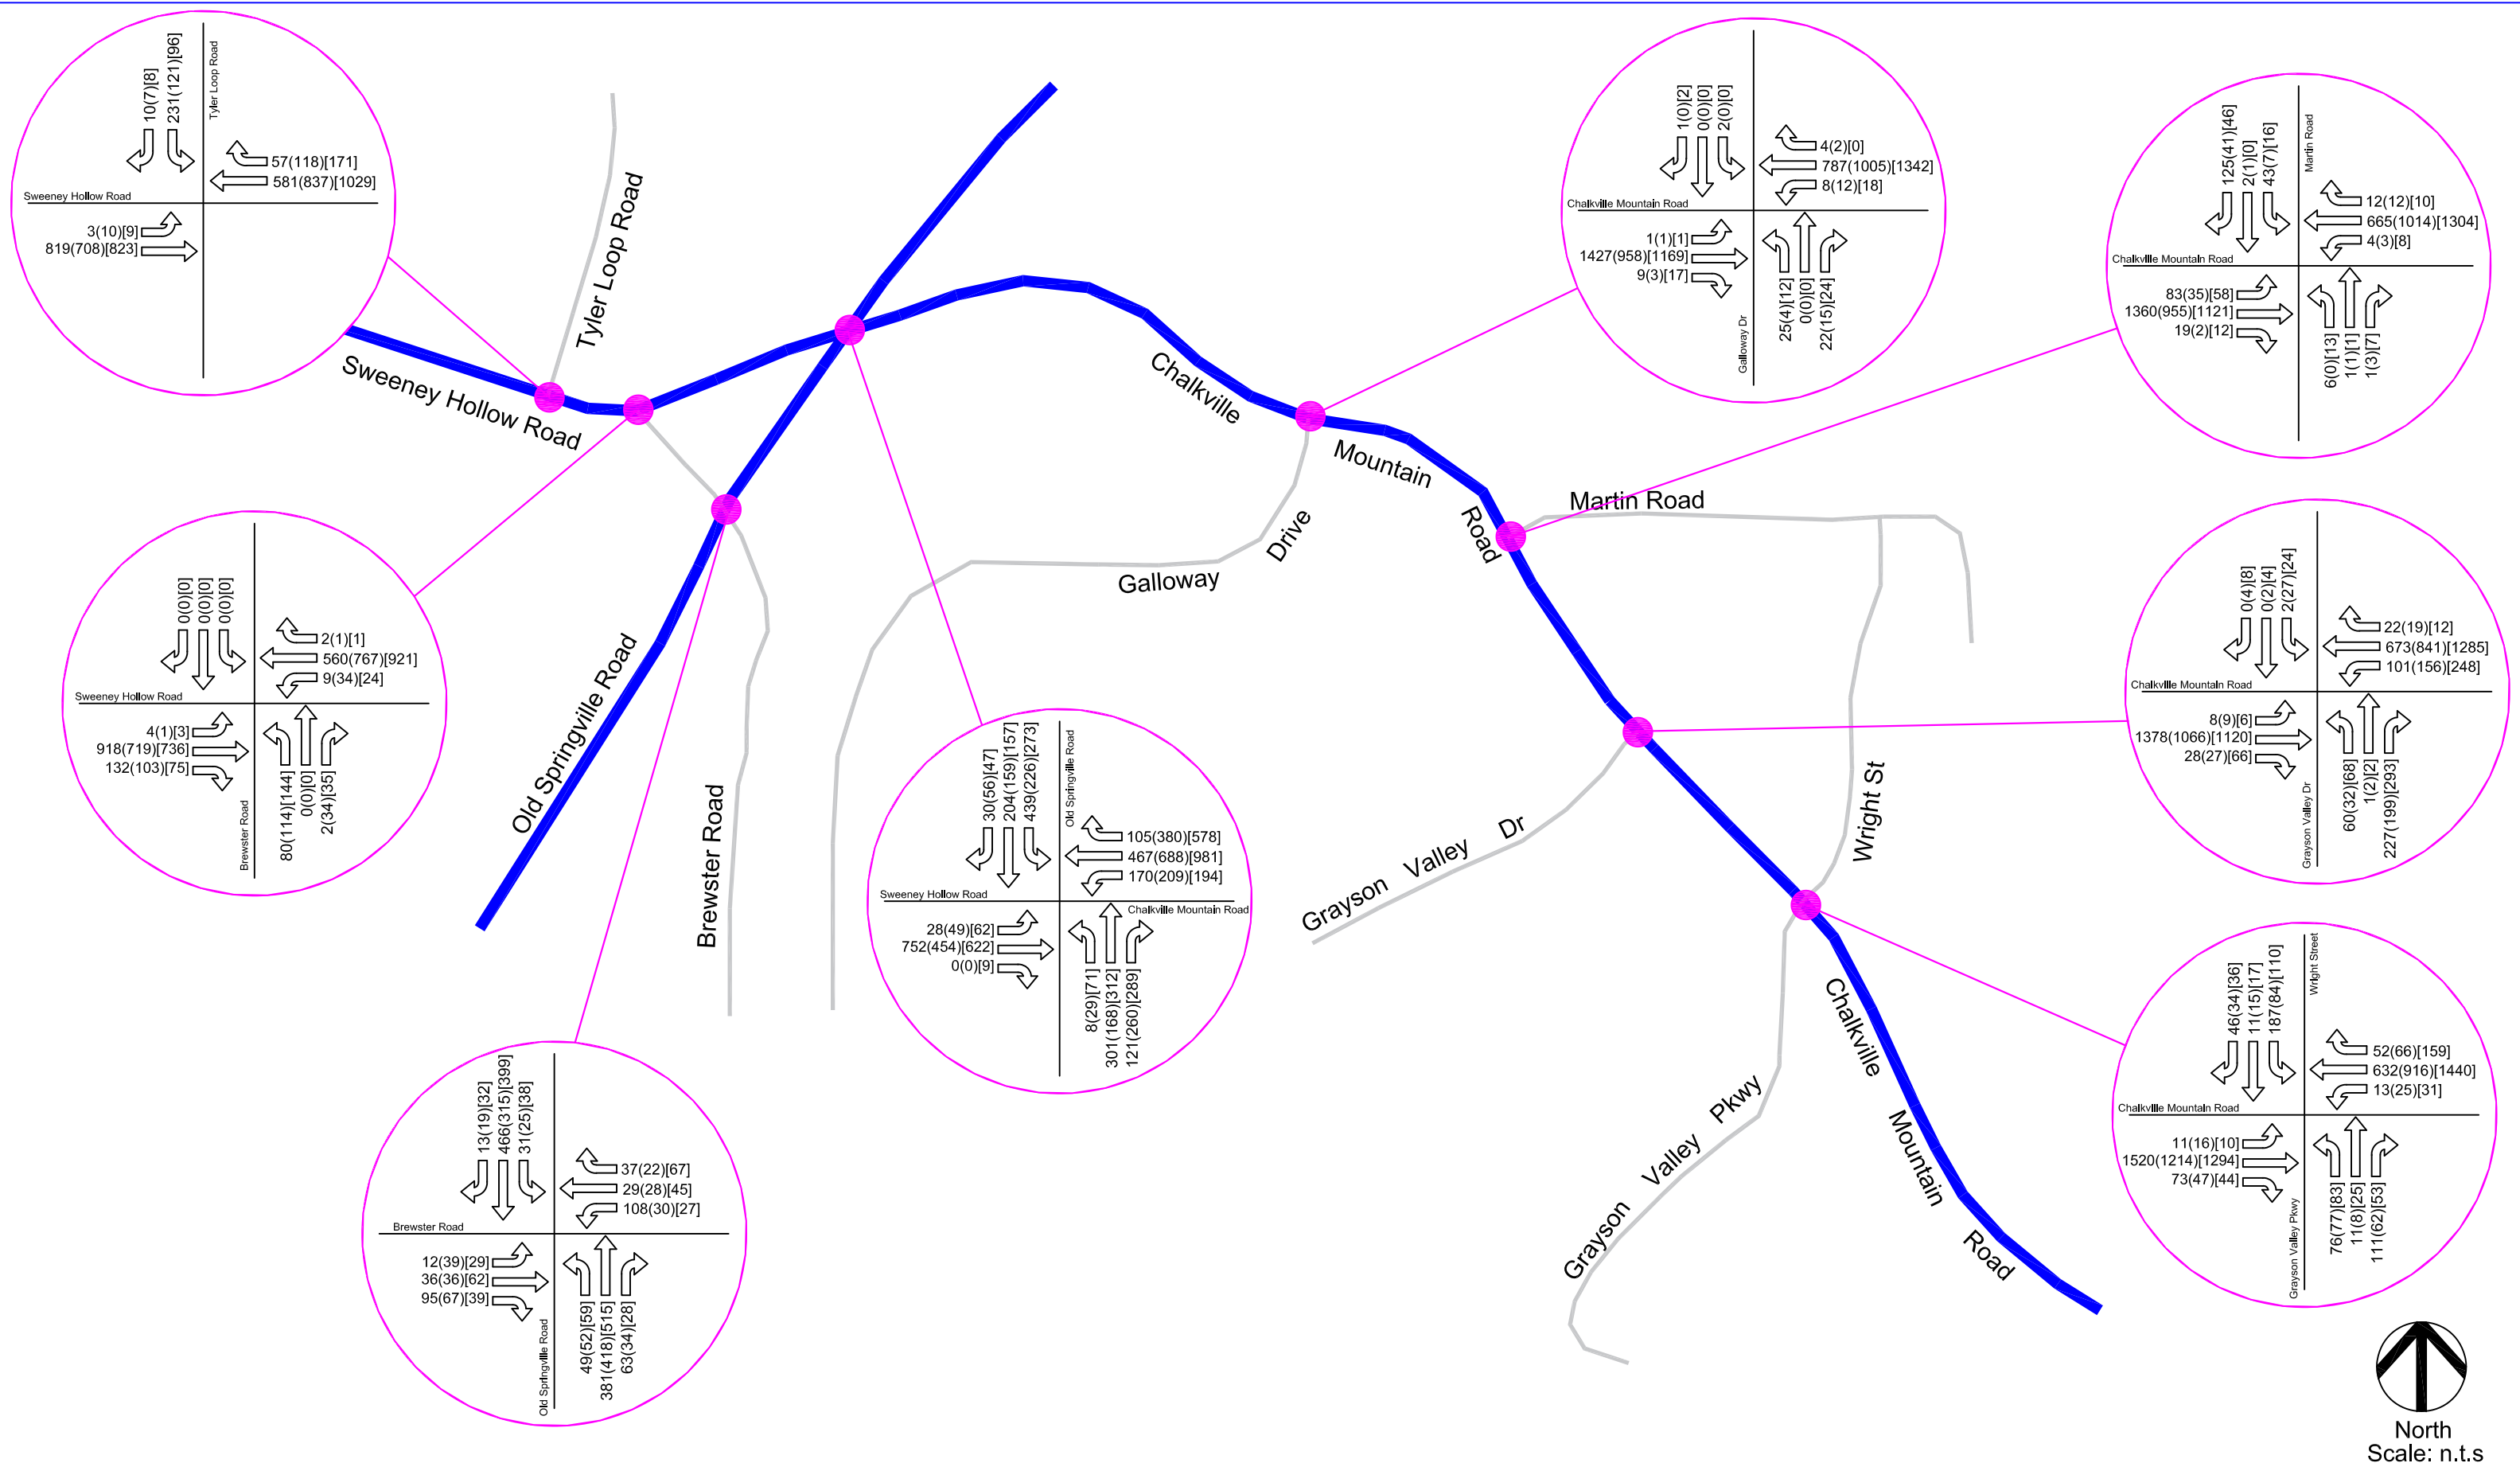 10(7)[8]
231(121)[96]
Tyler Loop Road
57(118)[171]
581(837)[1029]
Sweeney Hollow Road
3(10)[9]
819(708)[823]
1(0)[2]
0(0)[0]
2(0)[0]
4(2)[0]
787(1005)[1342]
8(12)[18]
Chalkville Mountain Road
1(1)[1]
1427(958)[1169]
9(3)[17]
25(4)[12]
0(0)[0]
22(15)[24]
Galloway Dr
125(41)[46]
2(1)[0]
43(7)[16]
Martin Road
12(12)[10]
665(1014)[1304]
4(3)[8]
Chalkville Mountain Road
83(35)[58]
1360(955)[1121]
19(2)[12]
6(0)[13]
1(1)[1]
1(3)[7]
Tyler Loop Road
Sweeney Hollow Road
Chalkville
Mountain
Road
Martin Road
Galloway
Drive
0(0)[0]
0(0)[0]
0(0)[0]
2(1)[1]
560(767)[921]
9(34)[24]
Sweeney Hollow Road
4(1)[3]
918(719)[736]
132(103)[75]
80(114)[144]
0(0)[0]
2(34)[35]
Brewster Road
0(4)[8]
0(2)[4]
2(27)[24]
22(19)[12]
673(841)[1285]
101(156)[248]
Chalkville Mountain Road
8(9)[6]
1378(1066)[1120]
28(27)[66]
60(32)[68]
1(2)[2]
227(199)[293]
Grayson Valley Dr
Old Springville Road
Brewster Road
30(56)[47]
204(159)[157]
439(226)[273]
Old Springville Road
105(380)[578]
467(688)[981]
170(209)[194]
Sweeney Hollow Road
Chalkville Mountain Road
28(49)[62]
752(454)[622]
0(0)[9]
8(29)[71]
301(168)[312]
121(260)[289]
Grayson Valley Dr
Wright St
46(34)[36]
11(15)[17]
187(84)[110]
Wright Street
52(66)[159]
632(916)[1440]
13(25)[31]
Chalkville Mountain Road
11(16)[10]
1520(1214)[1294]
73(47)[44]
76(77)[83]
11(8)[25]
111(62)[53]
Grayson Valley Pkwy
13(19)[32]
466(315)[399]
31(25)[38]
37(22)[67]
29(28)[45]
108(30)[27]
Brewster Road
12(39)[29]
36(36)[62]
95(67)[39]
49(52)[59]
381(418)[515]
63(34)[28]
Old Springville Road
Grayson Valley Pkwy
Chalkville
Mountain
Road
North
Scale: n.t.s